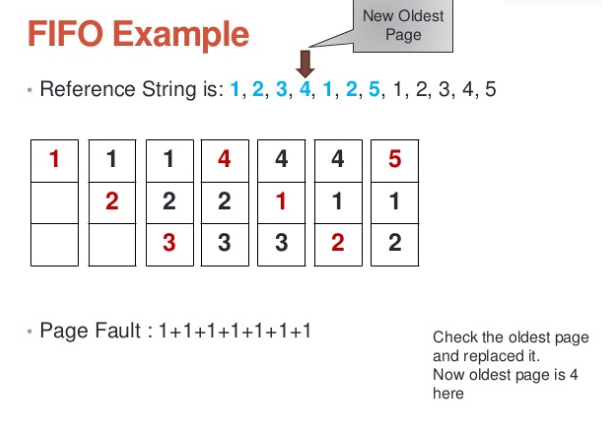 FIFO Example
New Oldest
Page
• Reference String is: 1, 2, 3, 4, 1, 2, 5, 1, 2, 3, 4, 5
1 1 1 4 4 4 5
2 2 2 1 1 1
3 3 3 2 2
• Page Fault : 1+1+1+1+1+1+1
Check the oldest page
and replaced it.
Now oldest page is 4
here